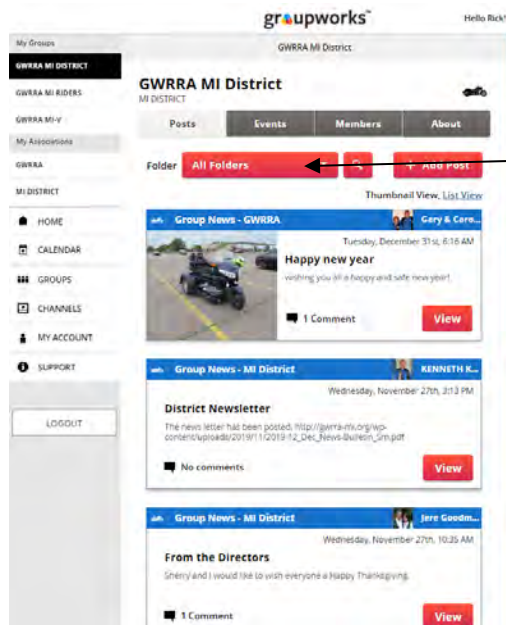 groupworks™
Hello Rick!
My Groups
GWRRA MI District
GWRRA MI DISTRICT
GWRRA MI RIDERS
GWRRA MI-V
My Associations
GWRRA
MI DISTRICT
HOME
CALENDAR
GROUPS
CHANNELS
MY ACCOUNT
SUPPORT
LOGOUT
GWRRA MI District
MI DISTRICT
Posts Events Members About
Folder All Folders + Add Post
Thumbnail View, List View
Group News - GWRRA Gary & Caro...
Tuesday, December 31st, 6:16 AM
Happy new year
wishing you all a happy and safe new year!
1 Comment View
Group News - MI District KENNETH K...
Wednesday, November 27th, 3:13 PM
District Newsletter
The news letter has been posted, http://gwrra-mi.org/wp-
content/uploads/2019/11/2019-12_Dec_News-Bulletin_Sm.pdf
No comments View
Group News - MI District Jere Goodm...
Wednesday, November 27th, 10:35 AM
From the Directors
Sherry and I would like to wish everyone a Happy Thanksgiving.
1 Comment View